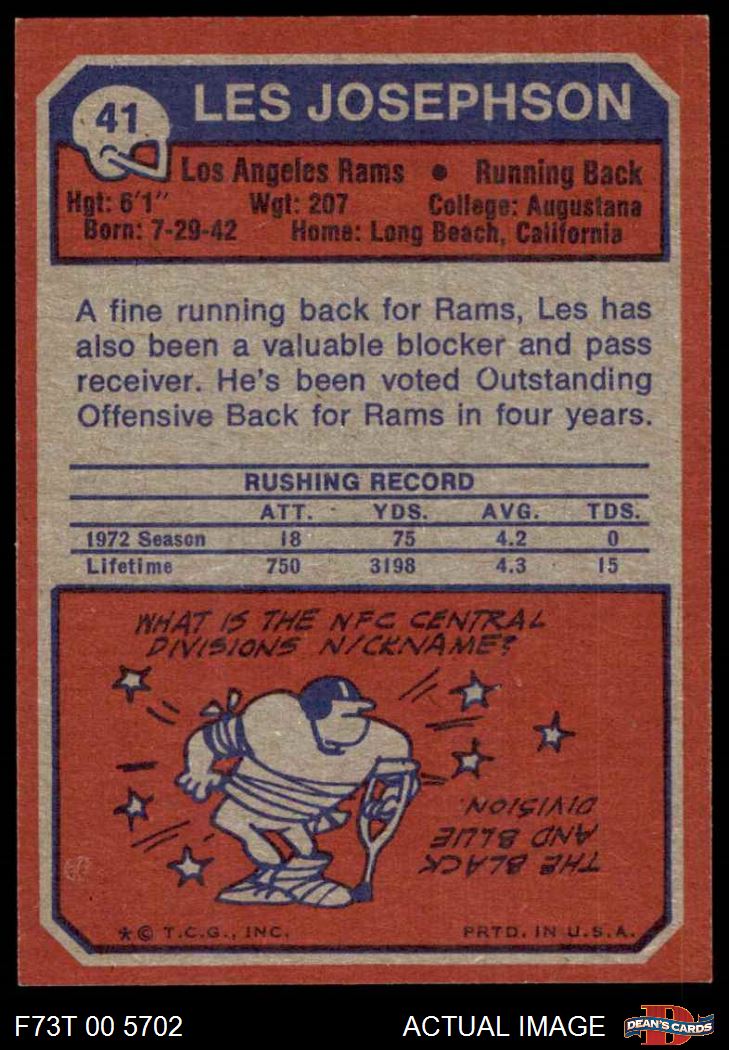 41
LES JOSEPHSON
Los Angeles Rams • Running Back
Hgt: 6'1" Wgt: 207 College: Augustana
Born: 7-29-42 Home: Long Beach, California
A fine running back for Rams, Les has
also been a valuable blocker and pass
receiver. He's been voted Outstanding
Offensive Back for Rams in four years.
RUSHING RECORD
ATT. YDS. AVG. TDS.
1972 Season 18 75 4.2 0
Lifetime 750 3198 4.3 15
WHAT IS THE NFC CENTRAL
DIVISIONS NICKNAME?
THE BLACK
AND BLUE
DIVISION.
* © T.C.G., INC. PRTD. IN U.S.A.
F73T 00 5702 ACTUAL IMAGE
D
DEAN'S CARDS